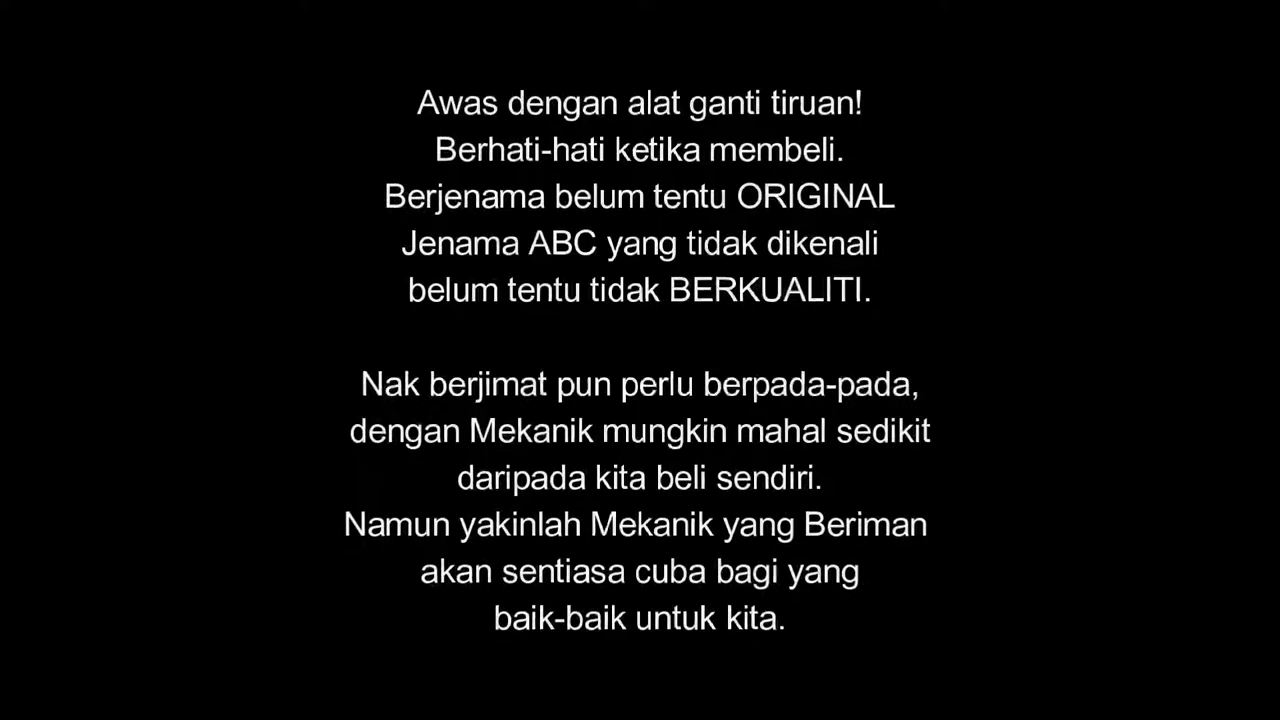 Awas dengan alat ganti tiruan!
Berhati-hati ketika membeli.
Berjenama belum tentu ORIGINAL
Jenama ABC yang tidak dikenali
belum tentu tidak BERKUALITI.
Nak berjimat pun perlu berpada-pada,
dengan Mekanik mungkin mahal sedikit
daripada kita beli sendiri.
Namun yakinlah Mekanik yang Beriman
akan sentiasa cuba bagi yang
baik-baik untuk kita.